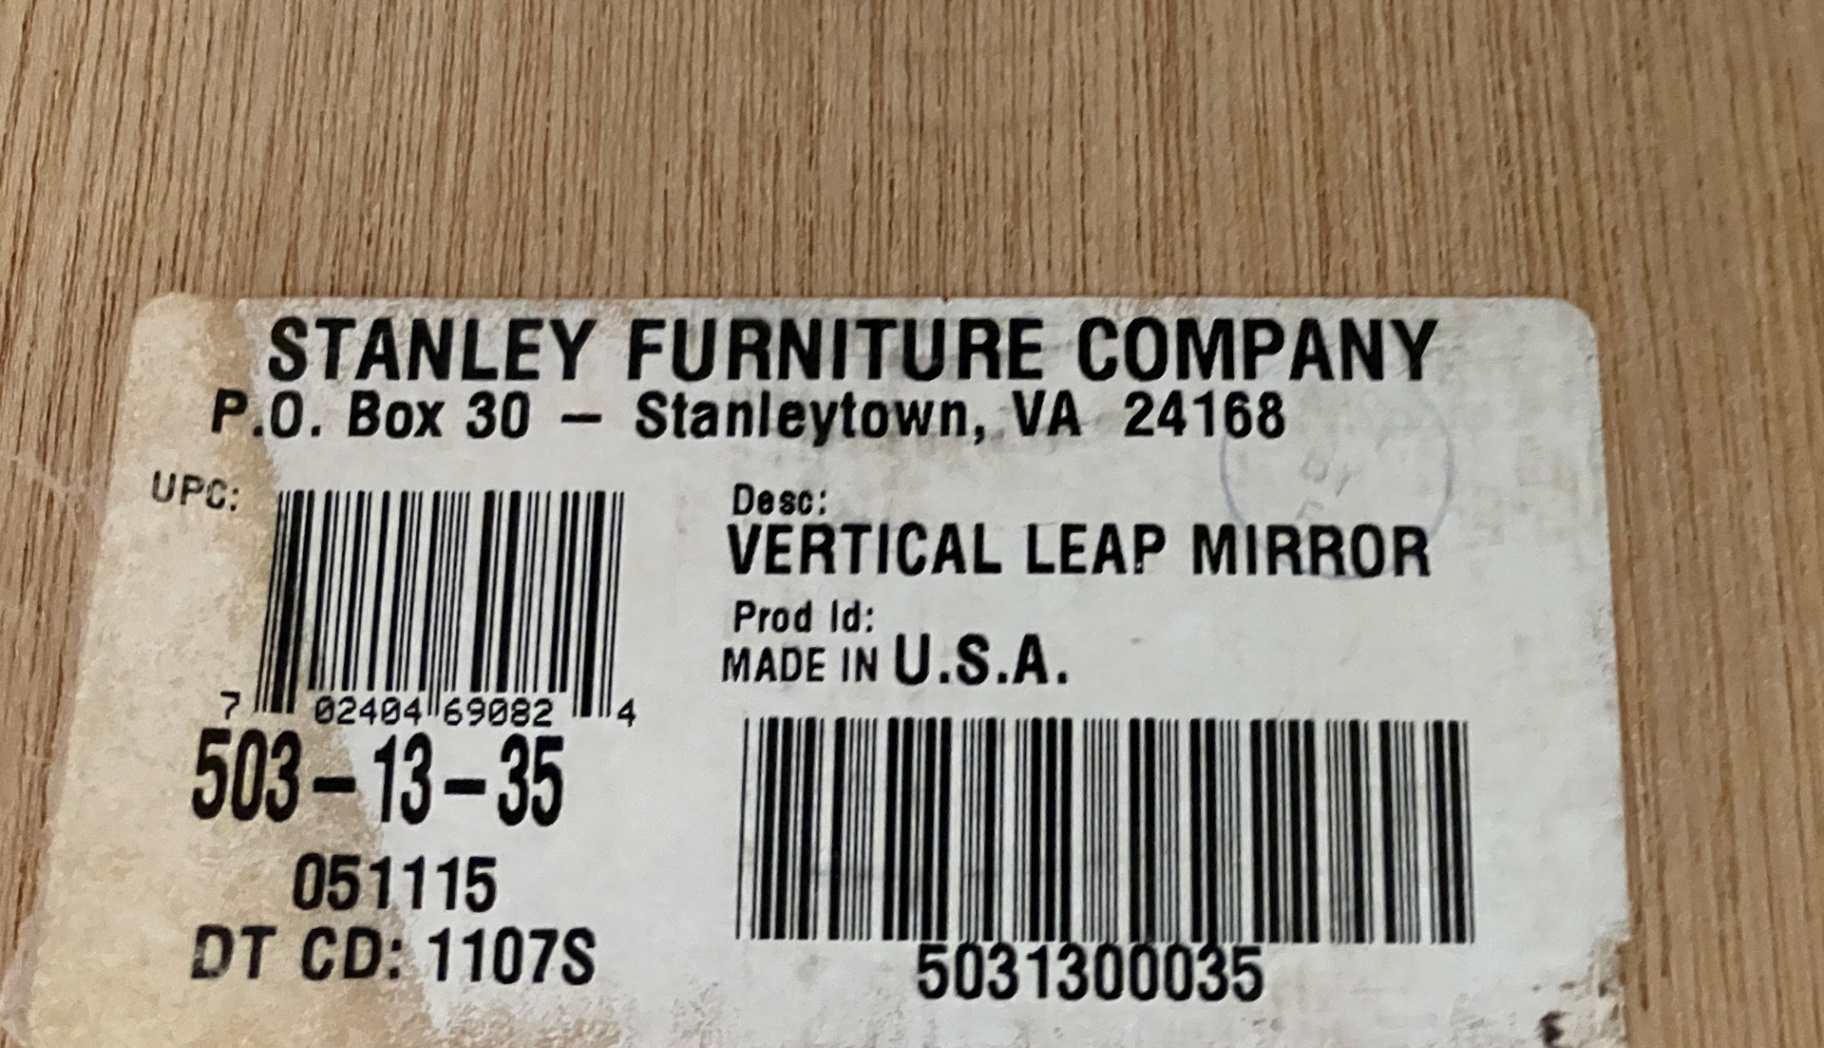 STANLEY FURNITURE COMPANY
P.O. Box 30 – Stanleytown, VA 24168
UPC:
7 02404 69082 4
503-13-35
051115
DT CD: 1107S
Desc:
VERTICAL LEAP MIRROR
Prod Id:
MADE IN U.S.A.
5031300035